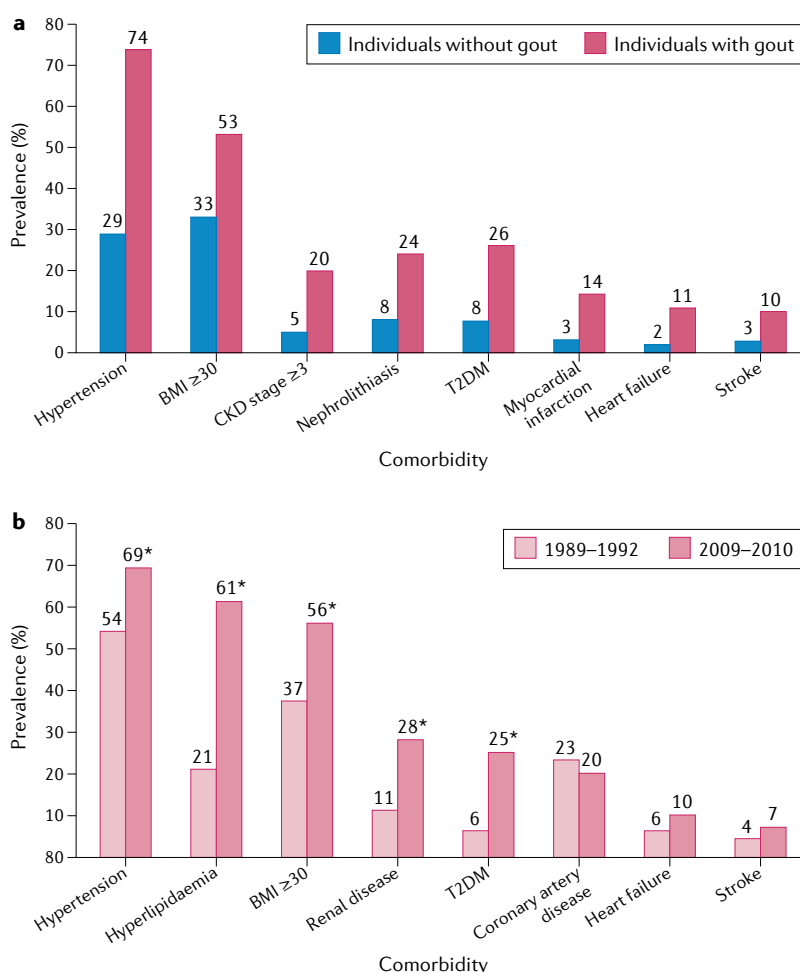 a
80
70
60
50
40
30
20
10
0
Prevalence (%)
Individuals without gout
Individuals with gout
29
74
33
53
5
20
8
24
8
26
3
14
2
11
3
10
Hypertension
BMI ≥30
CKD stage ≥3
Nephrolithiasis
T2DM
Myocardial
infarction
Heart failure
Stroke
Comorbidity
b
80
70
60
50
40
30
20
10
80
Prevalence (%)
1989–1992
2009–2010
54
69*
21
61*
37
56*
11
28*
6
25*
23
20
6
10
4
7
Hypertension
Hyperlipidaemia
BMI ≥30
Renal disease
T2DM
Coronary artery
disease
Heart failure
Stroke
Comorbidity